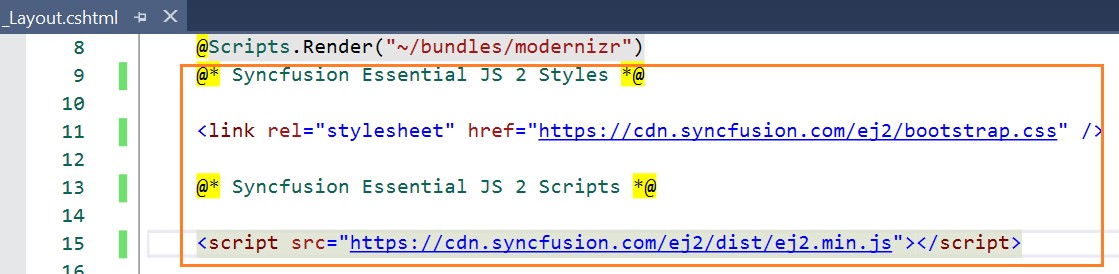 _Layout.cshtml
8 @Scripts.Render("~/bundles/modernizr")
9 @* Syncfusion Essential JS 2 Styles *@
10
11 <link rel="stylesheet" href="https://cdn.syncfusion.com/ej2/bootstrap.css" />
12
13 @* Syncfusion Essential JS 2 Scripts *@
14
15 <script src="https://cdn.syncfusion.com/ej2/dist/ej2.min.js"></script>
16